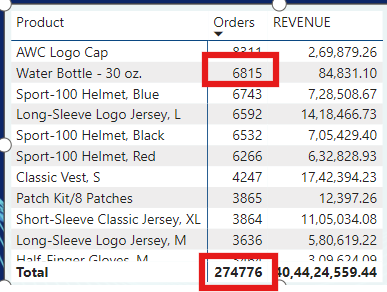 Product Orders REVENUE
AWC Logo Cap 8311 2,69,879.26
Water Bottle - 30 oz. 6815 84,831.10
Sport-100 Helmet, Blue 6743 7,28,508.67
Long-Sleeve Logo Jersey, L 6592 14,18,466.73
Sport-100 Helmet, Black 6532 7,05,429.40
Sport-100 Helmet, Red 6266 6,32,828.93
Classic Vest, S 4247 17,42,394.23
Patch Kit/8 Patches 3865 12,397.26
Short-Sleeve Classic Jersey, XL 3864 11,05,034.08
Long-Sleeve Logo Jersey, M 3636 5,80,619.22
Half-Finger Gloves, M 3,09,624.09
Total 274776 40,44,24,559.44